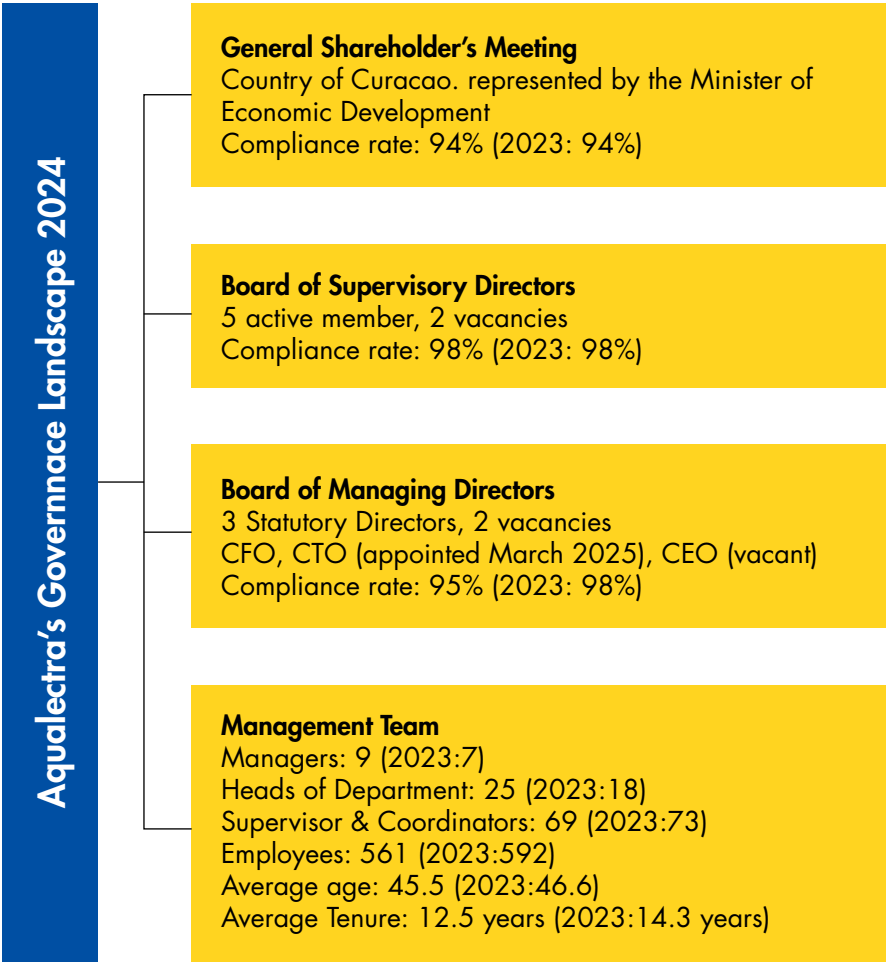 Aqualectra’s Governnace Landscape 2024
General Shareholder’s Meeting
Country of Curacao. represented by the Minister of
Economic Development
Compliance rate: 94% (2023: 94%)
Board of Supervisory Directors
5 active member, 2 vacancies
Compliance rate: 98% (2023: 98%)
Board of Managing Directors
3 Statutory Directors, 2 vacancies
CFO, CTO (appointed March 2025), CEO (vacant)
Compliance rate: 95% (2023: 98%)
Management Team
Managers: 9 (2023:7)
Heads of Department: 25 (2023:18)
Supervisor & Coordinators: 69 (2023:73)
Employees: 561 (2023:592)
Average age: 45.5 (2023:46.6)
Average Tenure: 12.5 years (2023:14.3 years)